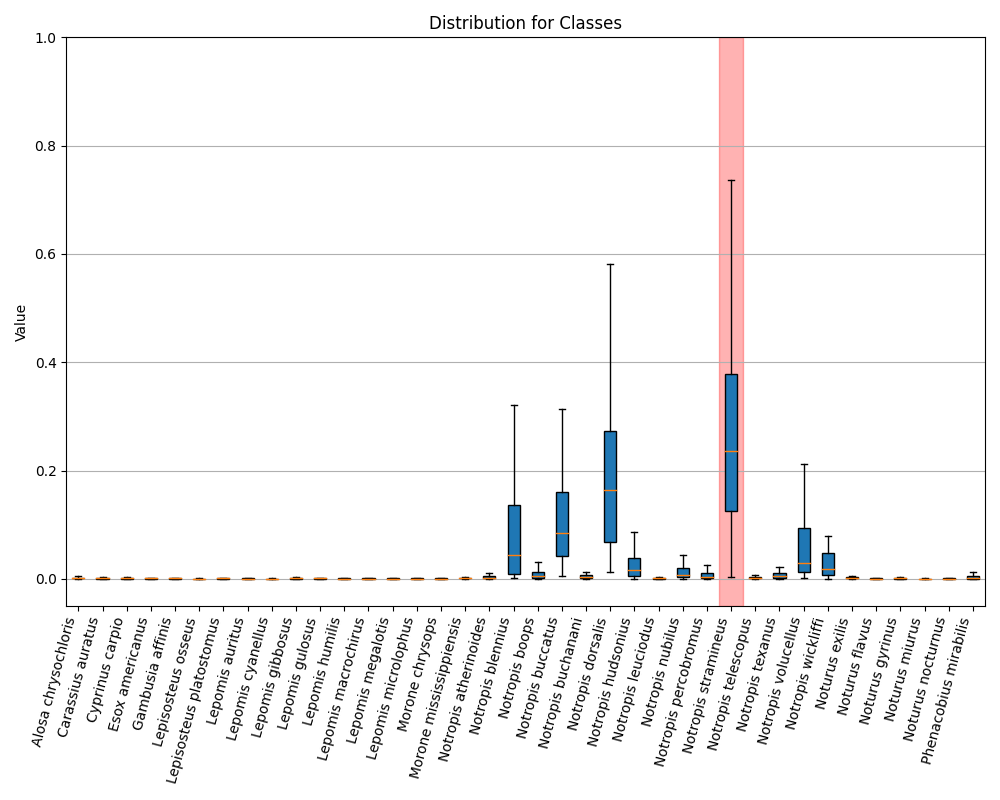 Distribution for Classes
1.0
0.8
0.6
0.4
0.2
0.0
Value
Alosa chrysochloris
Carassius auratus
Cyprinus carpio
Esox americanus
Gambusia affinis
Lepisosteus osseus
Lepisosteus platostomus
Lepomis auritus
Lepomis cyanellus
Lepomis gibbosus
Lepomis gulosus
Lepomis humilis
Lepomis macrochirus
Lepomis megalotis
Lepomis microlophus
Morone chrysops
Morone mississippiensis
Notropis atherinoides
Notropis blennius
Notropis boops
Notropis buccatus
Notropis buchanani
Notropis dorsalis
Notropis hudsonius
Notropis leuciodus
Notropis nubilus
Notropis percobromus
Notropis stramineus
Notropis telescopus
Notropis texanus
Notropis volucellus
Notropis wickliffi
Noturus exilis
Noturus flavus
Noturus gyrinus
Noturus miurus
Noturus nocturnus
Phenacobius mirabilis